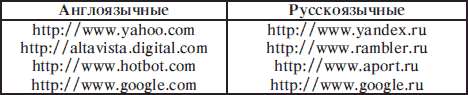 Англоязычные Русскоязычные
http://www.yahoo.com http://www.yandex.ru
http://altavista.digital.com http://www.rambler.ru
http://www.hotbot.com http://www.aport.ru
http://www.google.com http://www.google.ru